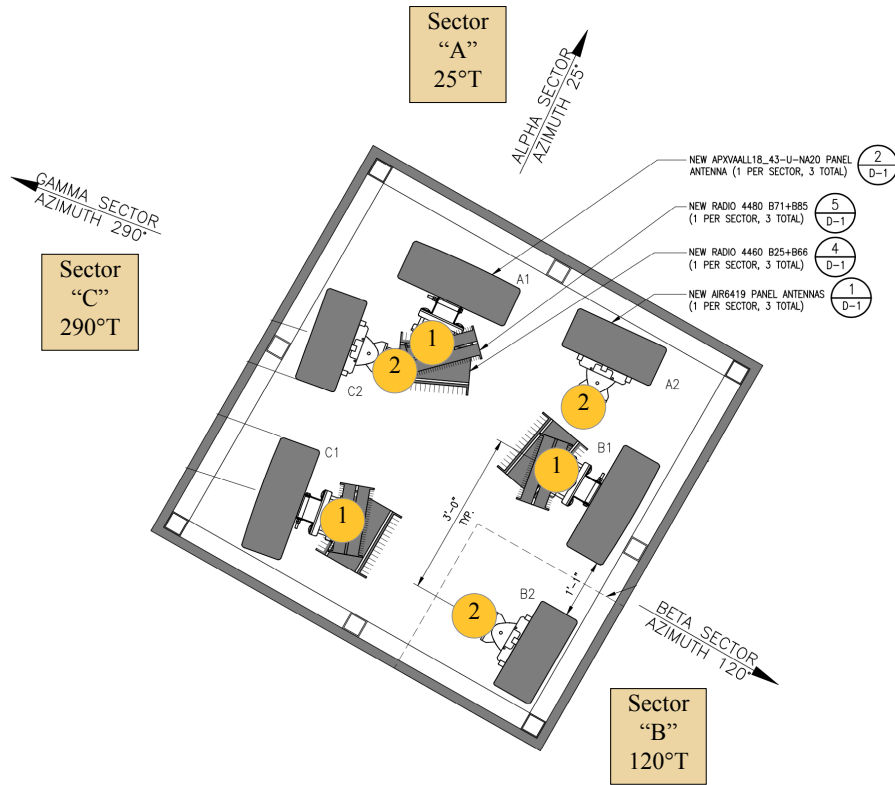 Sector
“A”
25°T
ALPHA SECTOR
AZIMUTH 25°
GAMMA SECTOR
AZIMUTH 290°
Sector
“C”
290°T
NEW APXVAALL18_43-U-NA20 PANEL
ANTENNA (1 PER SECTOR, 3 TOTAL)
2
D-1
NEW RADIO 4480 B71+B85
(1 PER SECTOR, 3 TOTAL)
5
D-1
NEW RADIO 4460 B25+B66
(1 PER SECTOR, 3 TOTAL)
4
D-1
NEW AIR6419 PANEL ANTENNAS
(1 PER SECTOR, 3 TOTAL)
1
D-1
A1
1
2
C2
A2
2
C1
B1
1
1
3'-0"
TYP.
1'-1"
B2
2
BETA SECTOR
AZIMUTH 120°
Sector
“B”
120°T